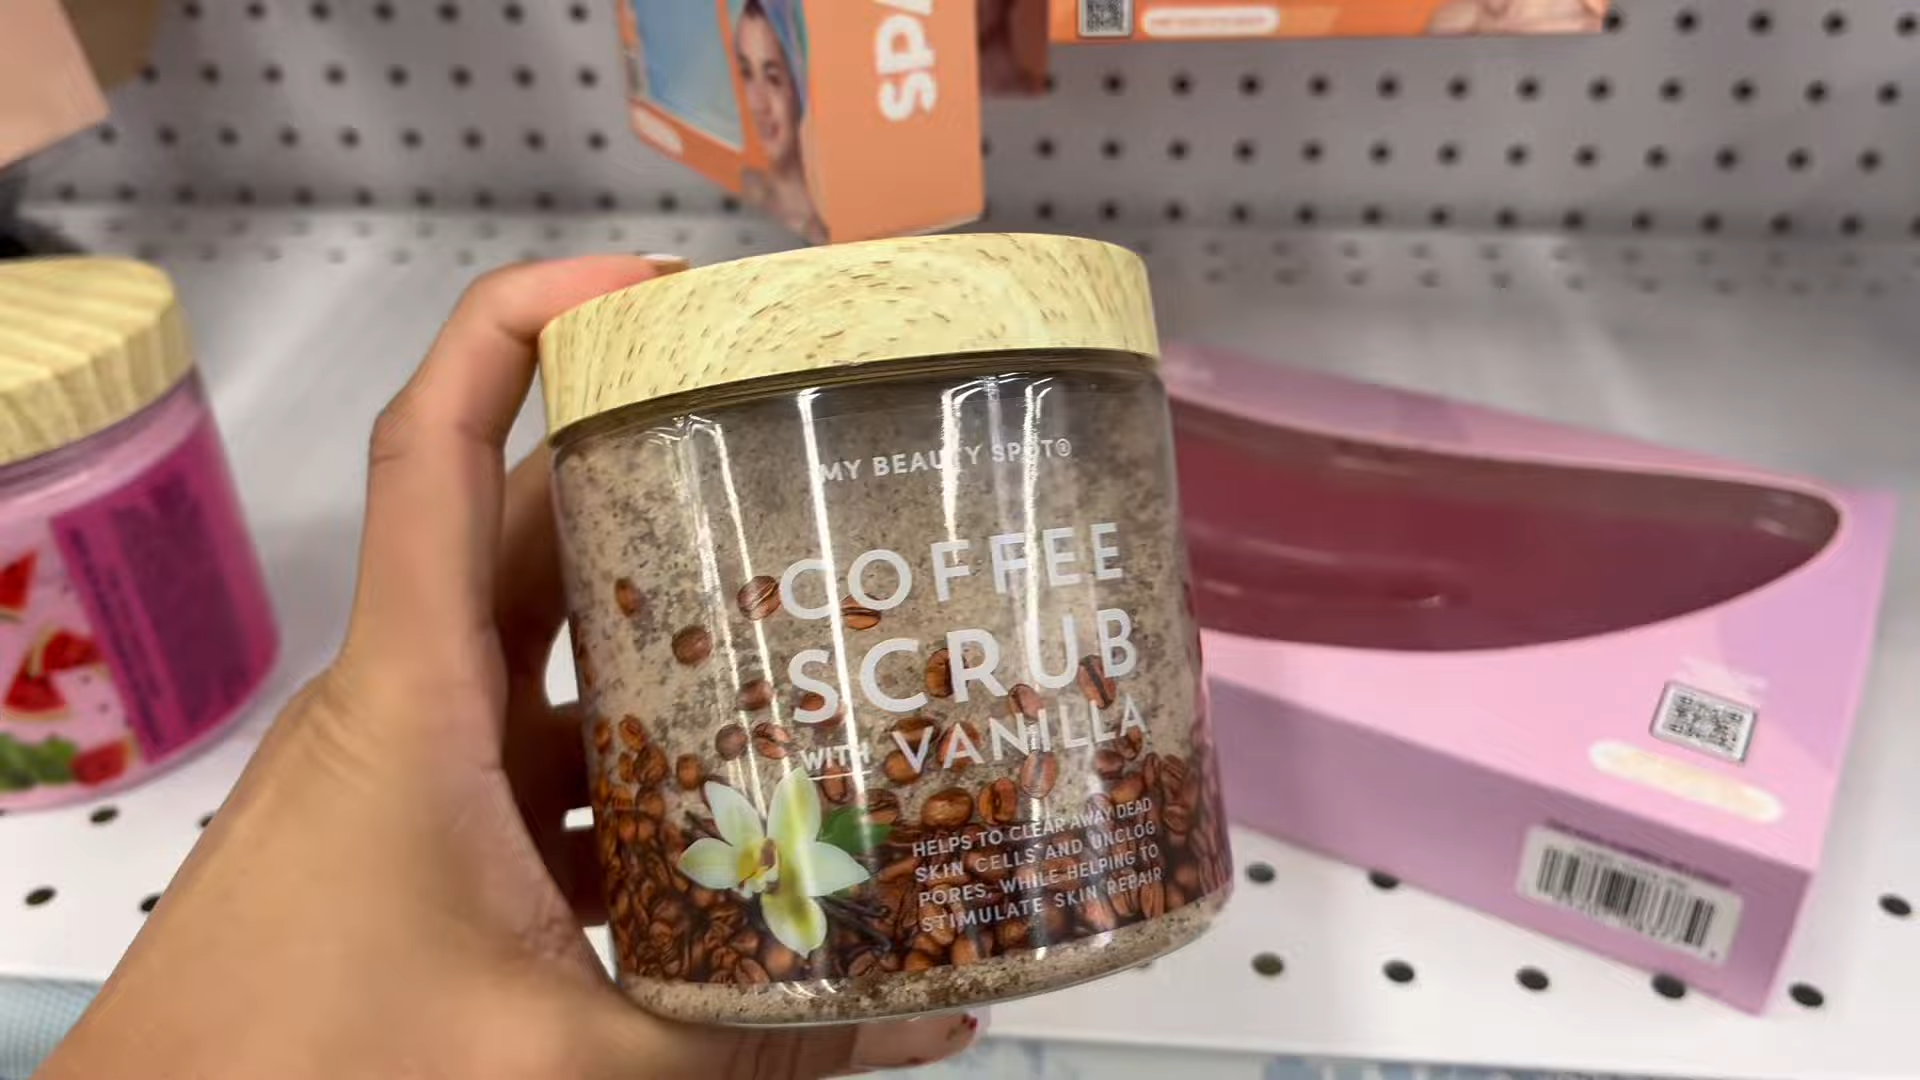 SPA
MY BEAUTY SPOT®
COFFEE
SCRUB
WITH VANILLA
HELPS TO CLEAR AWAY DEAD
SKIN CELLS AND UNCLOG
PORES, WHILE HELPING TO
STIMULATE SKIN REPAIR